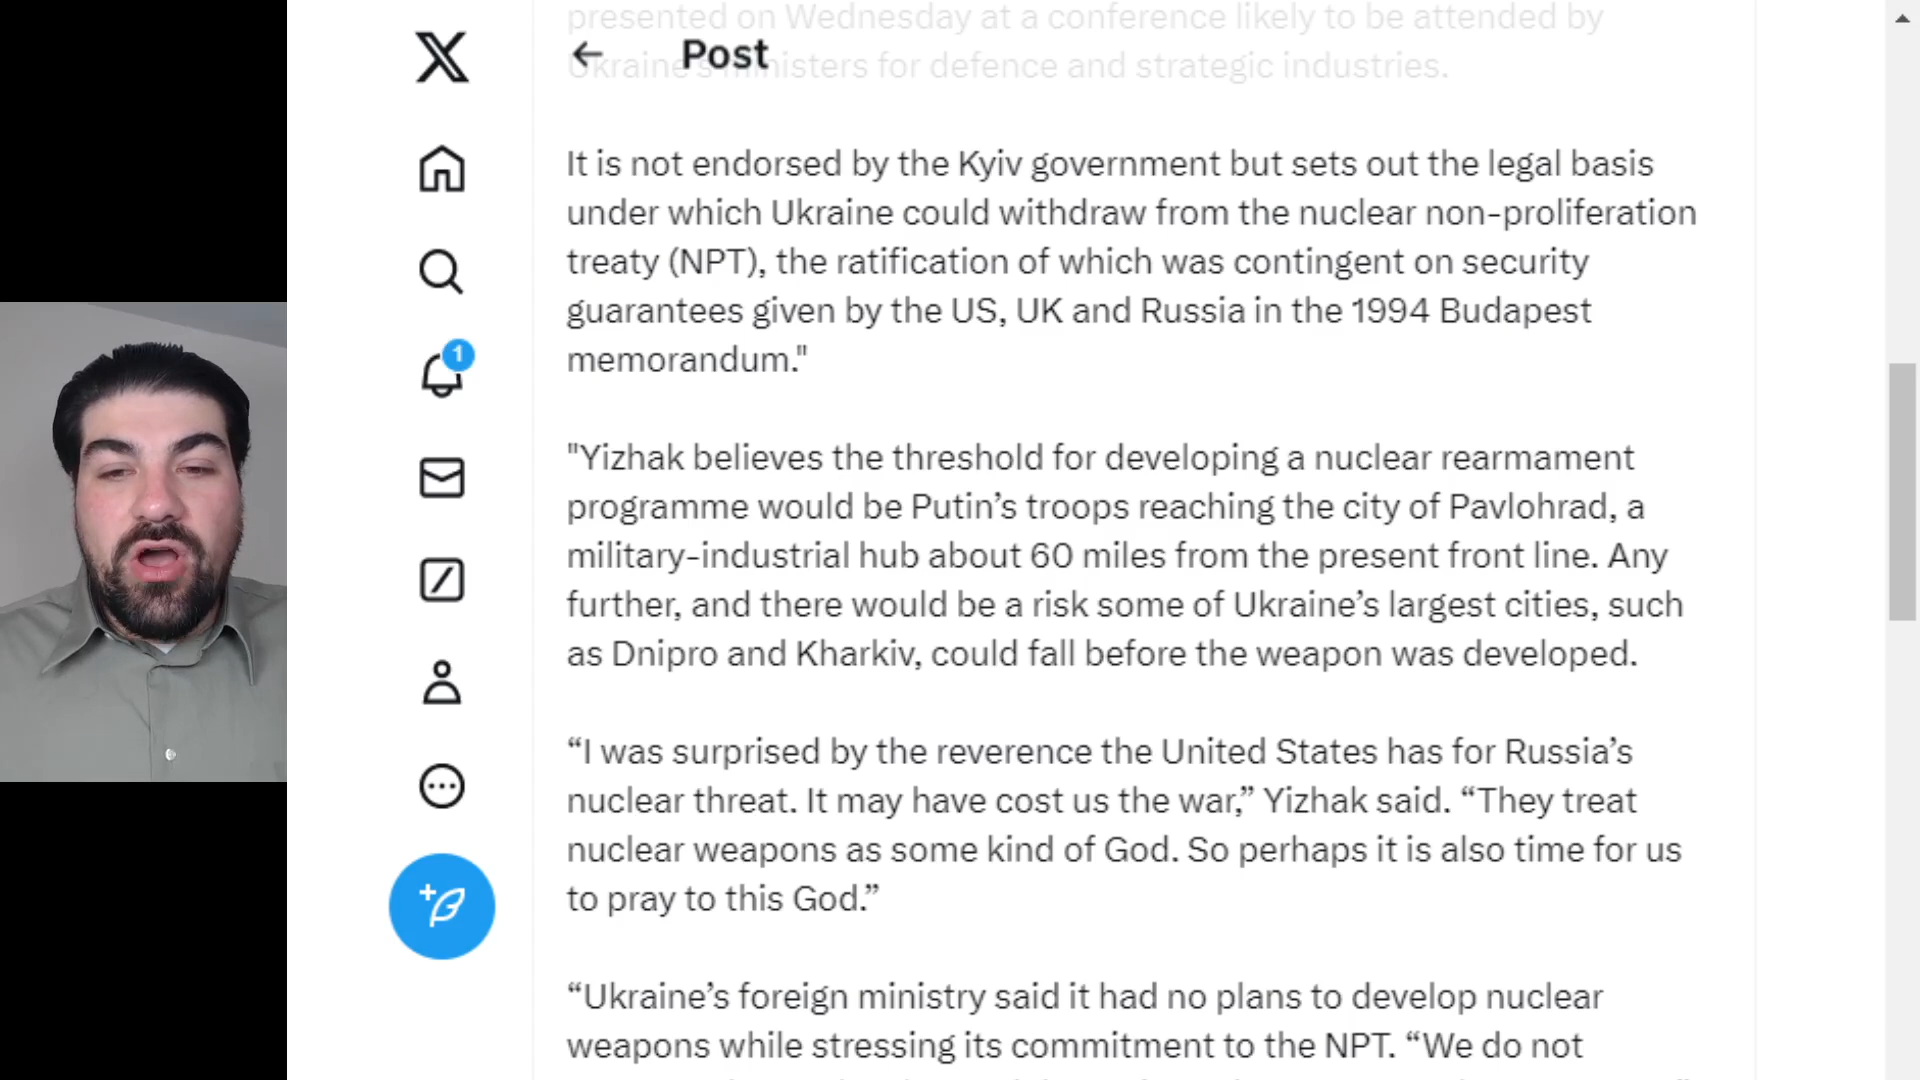 presented on Wednesday at a conference likely to be attended by
Post
Ukraine's ministers for defence and strategic industries.
It is not endorsed by the Kyiv government but sets out the legal basis
under which Ukraine could withdraw from the nuclear non-proliferation
treaty (NPT), the ratification of which was contingent on security
guarantees given by the US, UK and Russia in the 1994 Budapest
memorandum."
1
"Yizhak believes the threshold for developing a nuclear rearmament
programme would be Putin’s troops reaching the city of Pavlohrad, a
military-industrial hub about 60 miles from the present front line. Any
further, and there would be a risk some of Ukraine’s largest cities, such
as Dnipro and Kharkiv, could fall before the weapon was developed.
“I was surprised by the reverence the United States has for Russia’s
nuclear threat. It may have cost us the war,” Yizhak said. “They treat
nuclear weapons as some kind of God. So perhaps it is also time for us
to pray to this God.”
“Ukraine’s foreign ministry said it had no plans to develop nuclear
weapons while stressing its commitment to the NPT. “We do not